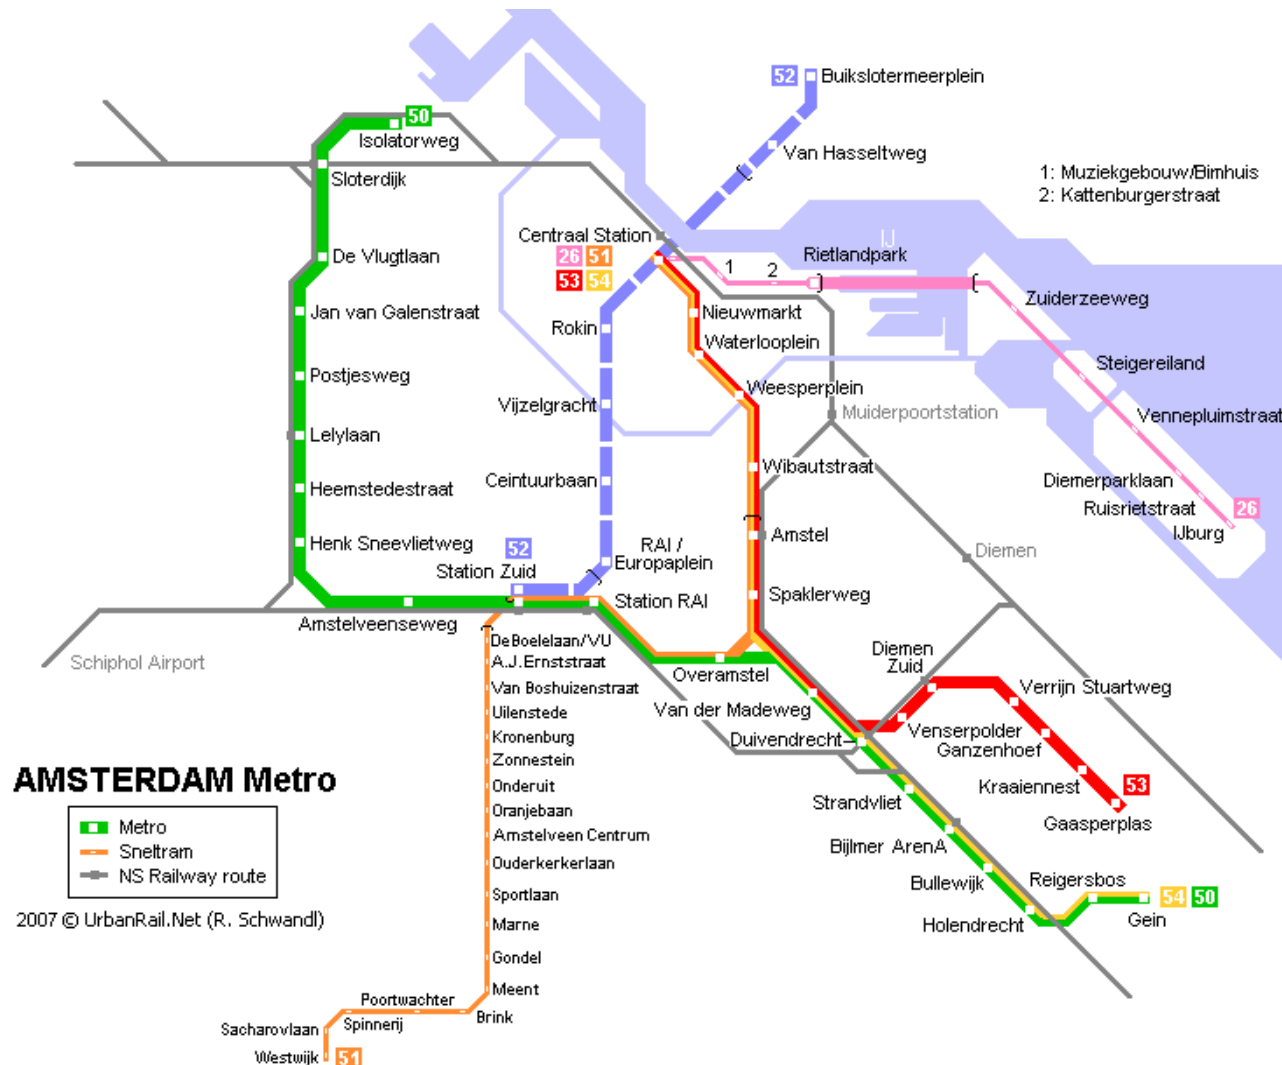 52
Buikslotermeerplein
50
Isolatorweg
Van Hasseltweg
1: Muziekgebouw/Bimhuis
2: Kattenburgerstraat
Sloterdijk
Centraal Station
26 51
53 54
De Vlugtlaan
1
2
Rietlandpark
IJ
Zuiderzeeweg
Jan van Galenstraat
Rokin
Nieuwmarkt
Waterlooplein
Steigereiland
Postjesweg
Weesperplein
Vijzelgracht
Muiderpoortstation
Vennepluimstraat
Lelylaan
Wibautstraat
Ceintuurbaan
Diemerparklaan
Heemstedestraat
Ruisrietstraat
26
IJburg
Henk Sneevlietweg
52
Station Zuid
RAI /
Europaplein
Amstel
Diemen
Station RAI
Spaklerweg
Amstelveenseweg
Schiphol Airport
De Boelelaan/VU
A.J.Ernststraat
Van Boshuizenstraat
Uilenstede
Kronenburg
Zonnestein
Onderuit
Oranjebaan
Amstelveen Centrum
Ouderkerkerlaan
Sportlaan
Marne
Gondel
Meent
Brink
Poortwachter
Spinnerij
Sacharovlaan
Westwijk
51
Overamstel
Van der Madeweg
Duivendrecht
Diemen
Zuid
Venserpolder
Verrijn Stuartweg
Ganzenhoef
Kraaiennest
53
Gaasperplas
Strandvliet
Bijlmer ArenA
Bullewijk
Holendrecht
Reigersbos
54 50
Gein
AMSTERDAM Metro
Metro
Sneltram
NS Railway route
2007 © UrbanRail.Net (R. Schwandl)